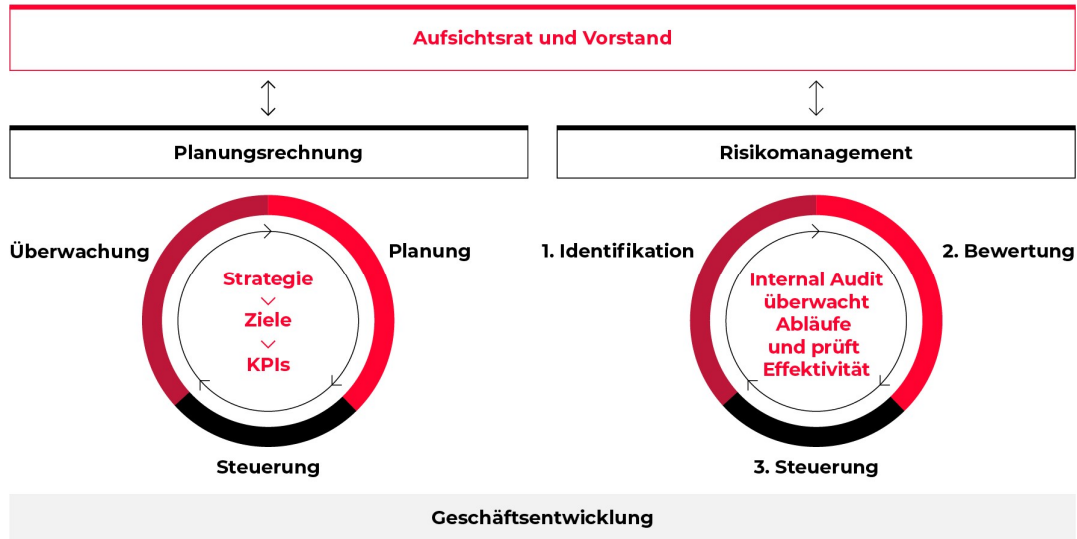 Aufsichtsrat und Vorstand
Planungsrechnung
Risikomanagement
Überwachung
Planung
Strategie
Ziele
KPIs
Steuerung
1. Identifikation
2. Bewertung
Internal Audit
überwacht
Abläufe
und prüft
Effektivität
3. Steuerung
Geschäftsentwicklung